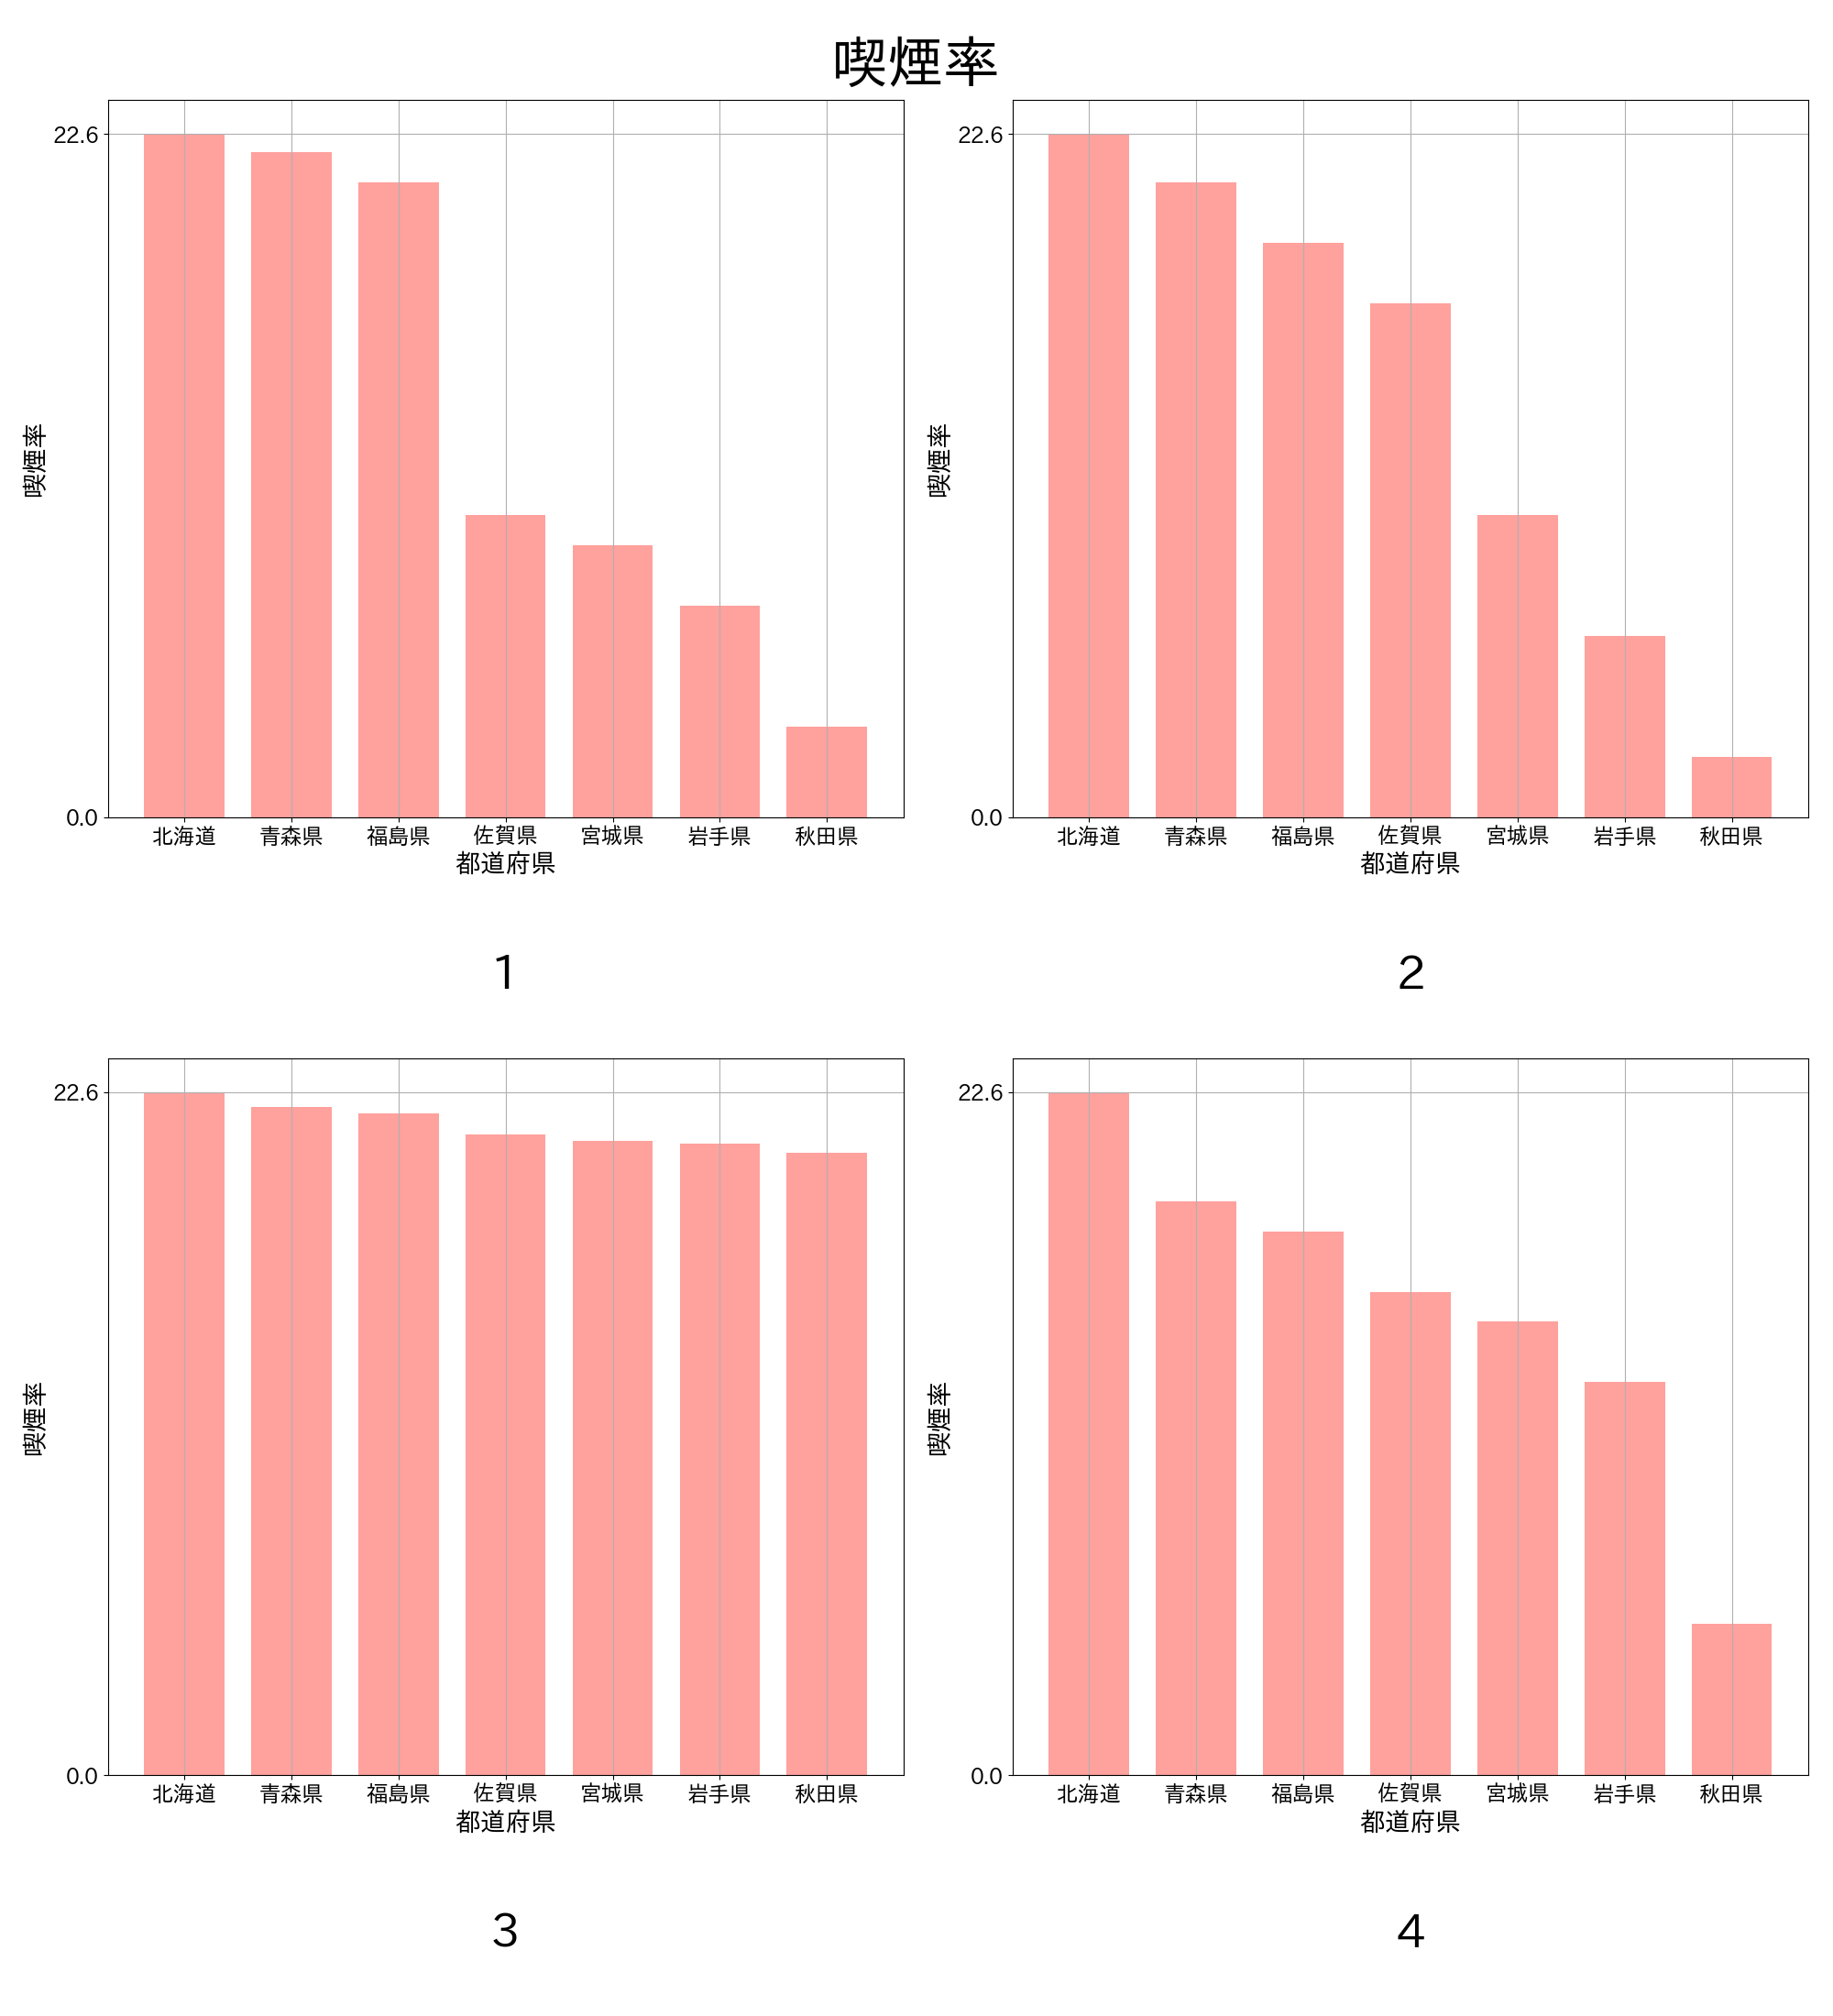 喫煙率
22.6
0.0
喫煙率
北海道 青森県 福島県 佐賀県 宮城県 岩手県 秋田県
都道府県
1
22.6
0.0
喫煙率
北海道 青森県 福島県 佐賀県 宮城県 岩手県 秋田県
都道府県
2
22.6
0.0
喫煙率
北海道 青森県 福島県 佐賀県 宮城県 岩手県 秋田県
都道府県
3
22.6
0.0
喫煙率
北海道 青森県 福島県 佐賀県 宮城県 岩手県 秋田県
都道府県
4